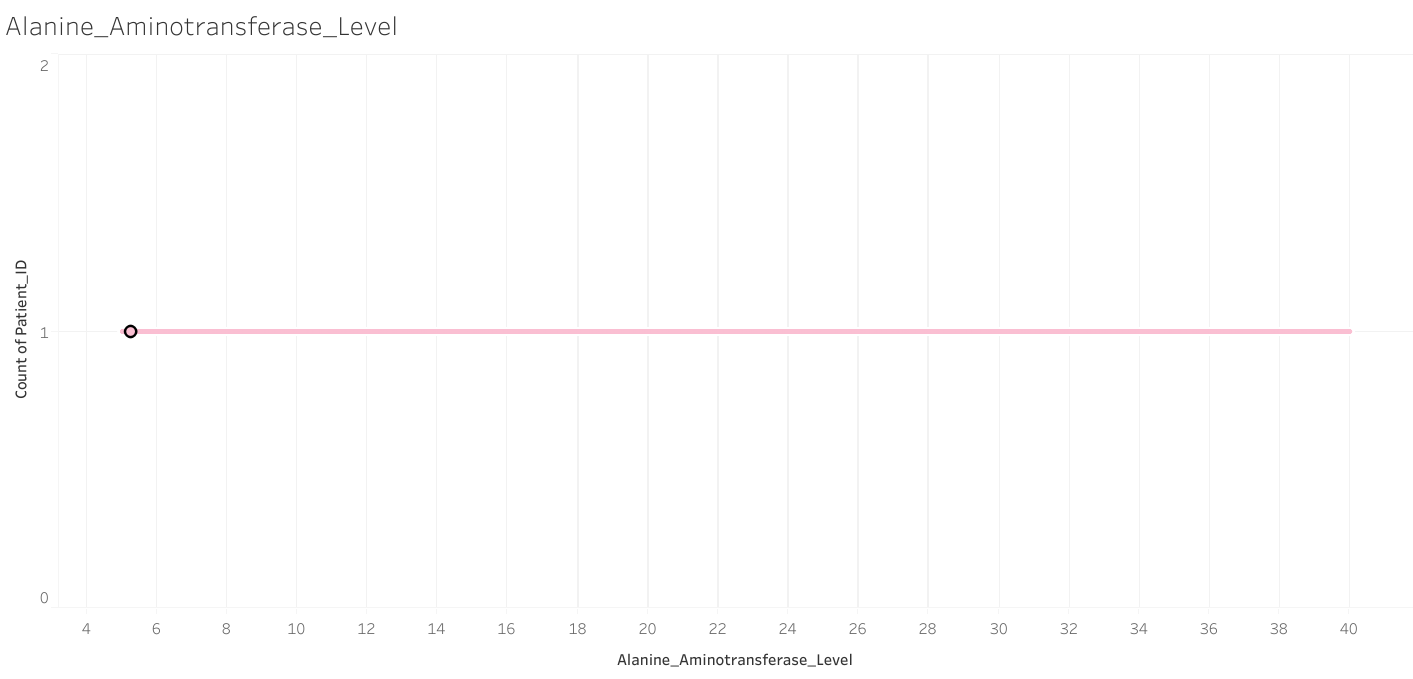 Alanine_Aminotransferase_Level
2
1
0
Count of Patient_ID
4 6 8 10 12 14 16 18 20 22 24 26 28 30 32 34 36 38 40
Alanine_Aminotransferase_Level